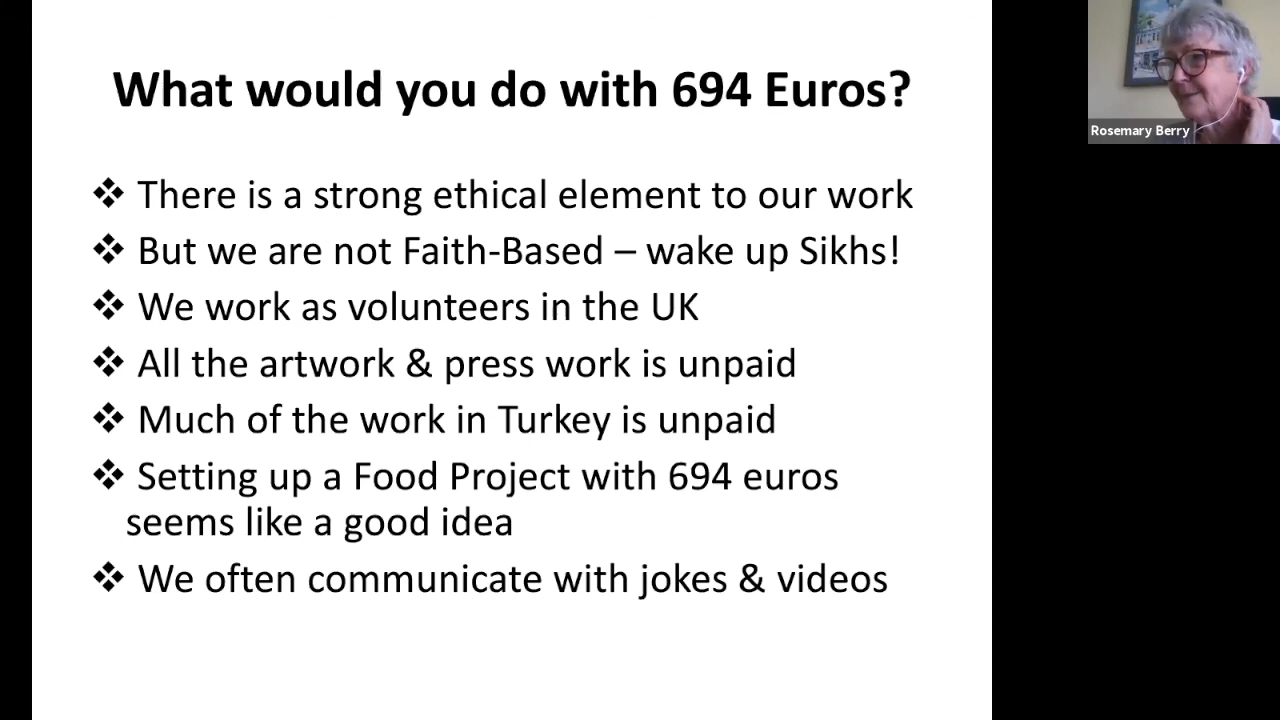 What would you do with 694 Euros?
❖ There is a strong ethical element to our work
❖ But we are not Faith-Based – wake up Sikhs!
❖ We work as volunteers in the UK
❖ All the artwork & press work is unpaid
❖ Much of the work in Turkey is unpaid
❖ Setting up a Food Project with 694 euros
seems like a good idea
❖ We often communicate with jokes & videos
Rosemary Berry